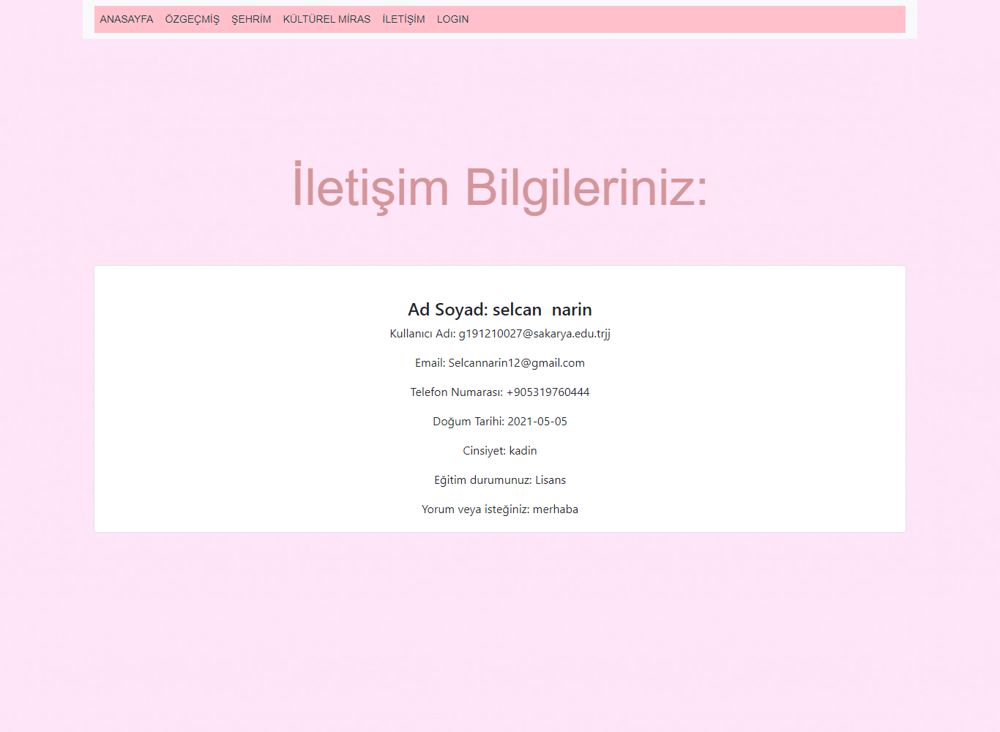 ANASAYFA ÖZGEÇMİŞ ŞEHRİM KÜLTÜREL MİRAS İLETİŞİM LOGIN
İletişim Bilgileriniz:
Ad Soyad: selcan  narin
Kullanıcı Adı: g191210027@sakarya.edu.trjj
Email: Selcannarin12@gmail.com
Telefon Numarası: +905319760444
Doğum Tarihi: 2021-05-05
Cinsiyet: kadin
Eğitim durumunuz: Lisans
Yorum veya isteğiniz: merhaba